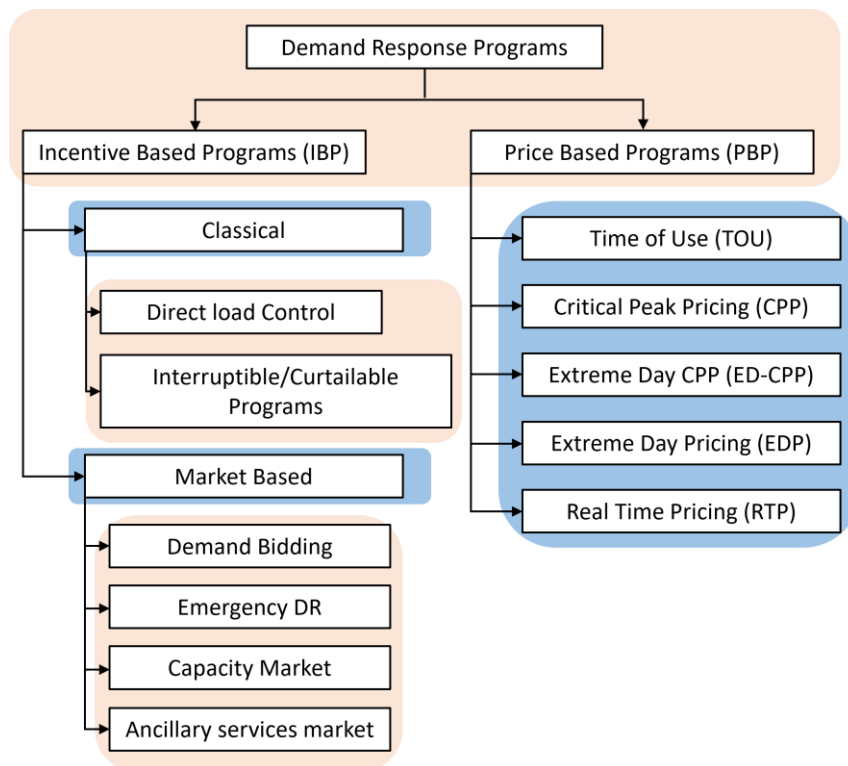 Demand Response Programs
Incentive Based Programs (IBP)
Price Based Programs (PBP)
Classical
Direct load Control
Interruptible/Curtailable
Programs
Market Based
Demand Bidding
Emergency DR
Capacity Market
Ancillary services market
Time of Use (TOU)
Critical Peak Pricing (CPP)
Extreme Day CPP (ED-CPP)
Extreme Day Pricing (EDP)
Real Time Pricing (RTP)